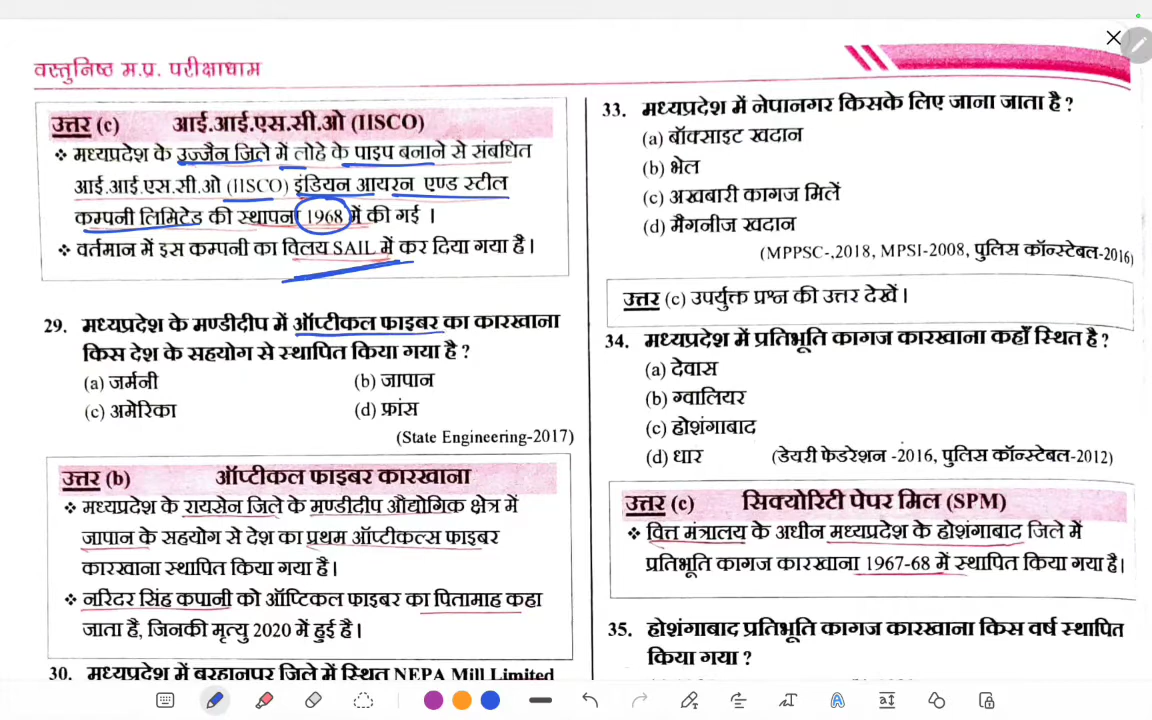 वस्तुनिष्ठ म.प्र. परीक्षाधाम
उत्तर (c) आई.आई.एस.सी.ओ (IISCO)
❖ मध्यप्रदेश के उज्जैन जिले में लोहे के पाइप बनाने से संबधित
आई.आई.एस.सी.ओ (IISCO) इंडियन आयरन एण्ड स्टील
कम्पनी लिमिटेड की स्थापना 1968 में की गई ।
❖ वर्तमान में इस कम्पनी का विलय SAIL में कर दिया गया है।
29. मध्यप्रदेश के मण्डीदीप में ऑप्टीकल फाइबर का कारखाना
किस देश के सहयोग से स्थापित किया गया है ?
(a) जर्मनी (b) जापान
(c) अमेरिका (d) फ्रांस
(State Engineering-2017)
उत्तर (b) ऑप्टीकल फाइबर कारखाना
❖ मध्यप्रदेश के रायसेन जिले के मण्डीदीप औद्योगिक क्षेत्र में
जापान के सहयोग से देश का प्रथम ऑप्टीकल्स फाइबर
कारखाना स्थापित किया गया है।
❖ नरिदर सिंह कपानी को ऑप्टिकल फाइबर का पितामाह कहा
जाता है, जिनकी मृत्यु 2020 में हुई है।
30. मध्यप्रदेश में बुरहानपुर जिले में स्थित NEPA Mill Limited
33. मध्यप्रदेश में नेपानगर किसके लिए जाना जाता है ?
(a) बॉक्साइट खदान
(b) भेल
(c) अखबारी कागज मिलें
(d) मैगनीज खदान
(MPPSC-,2018, MPSI-2008, पुलिस कॉन्स्टेबल-2016)
उत्तर (c) उपर्युक्त प्रश्न की उत्तर देखें।
34. मध्यप्रदेश में प्रतिभूति कागज कारखाना कहाँ स्थित है ?
(a) देवास
(b) ग्वालियर
(c) होशंगाबाद
(d) धार (डेयरी फेडरेशन -2016, पुलिस कॉन्स्टेबल-2012)
उत्तर (c) सिक्योरिटी पेपर मिल (SPM)
❖ वित्त मंत्रालय के अधीन मध्यप्रदेश के होशंगाबाद जिले में
प्रतिभूति कागज कारखाना 1967-68 में स्थापित किया गया है।
35. होशंगाबाद प्रतिभूति कागज कारखाना किस वर्ष स्थापित
किया गया ?